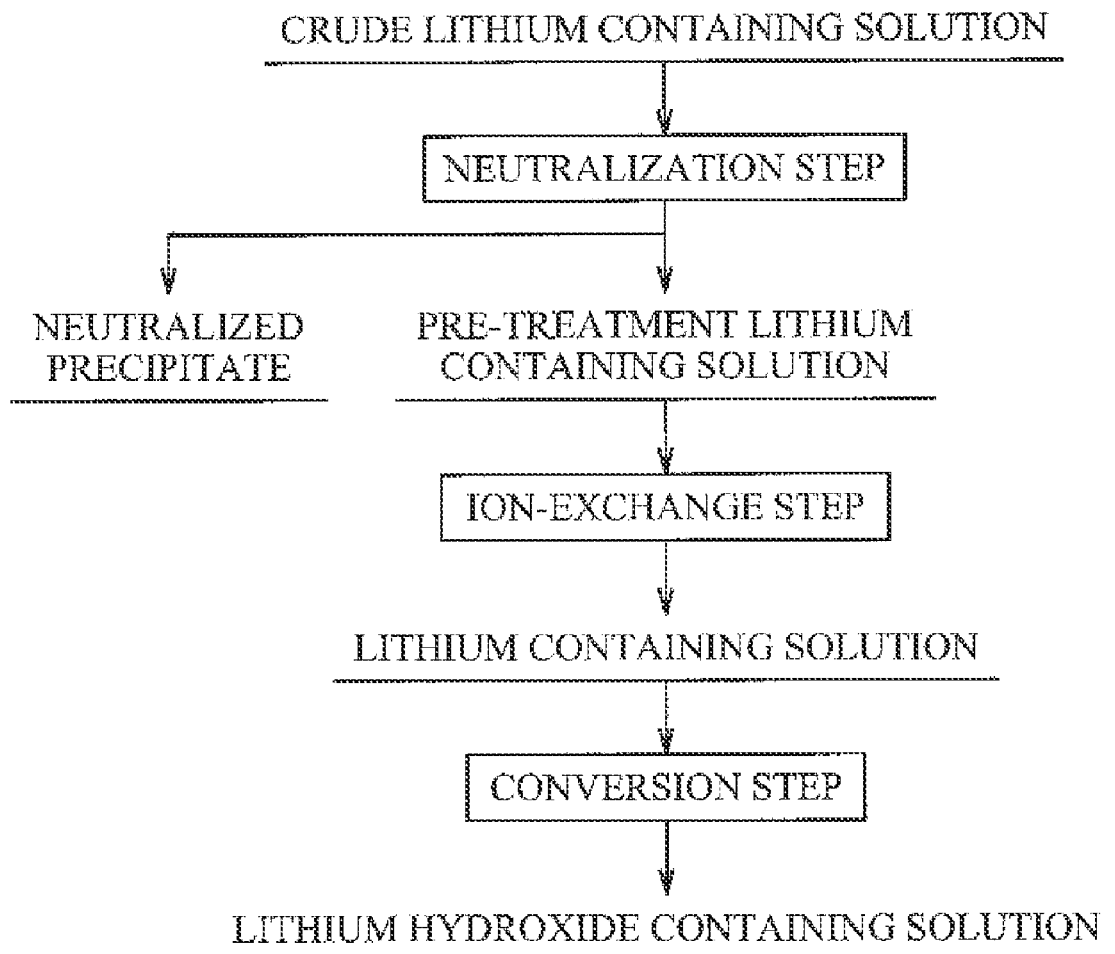 CRUDE LITHIUM CONTAINING SOLUTION
NEUTRALIZATION STEP
NEUTRALIZED
PRECIPITATE
PRE-TREATMENT LITHIUM
CONTAINING SOLUTION
ION-EXCHANGE STEP
LITHIUM CONTAINING SOLUTION
CONVERSION STEP
LITHIUM HYDROXIDE CONTAINING SOLUTION